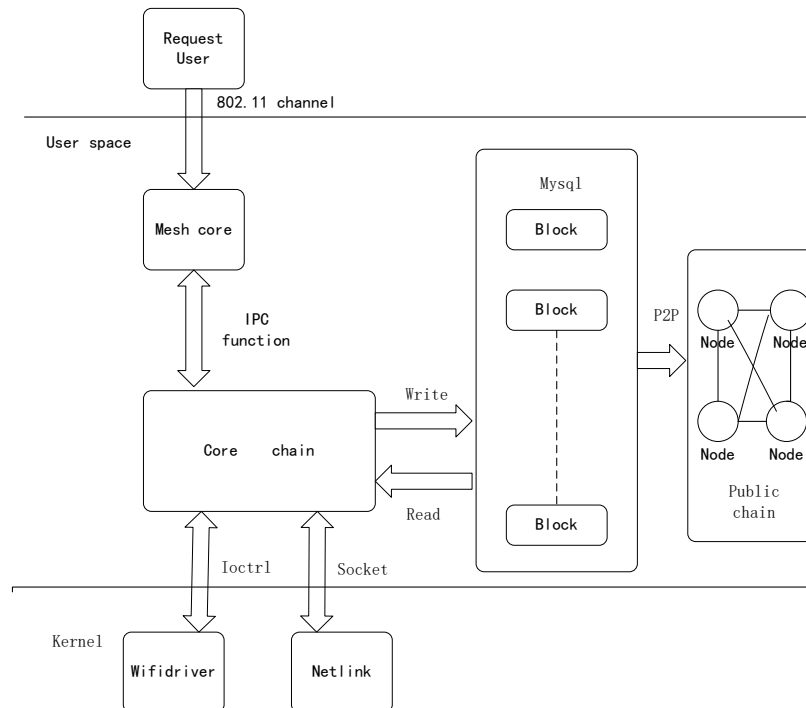 Request
User
802.11 channel
User space
Mesh core
IPC
function
Core chain
Write
Read
Mysql
Block
Block
Block
P2P
Node
Node
Node
Node
Public
chain
Ioctrl
Socket
Kernel
Wifidriver
Netlink